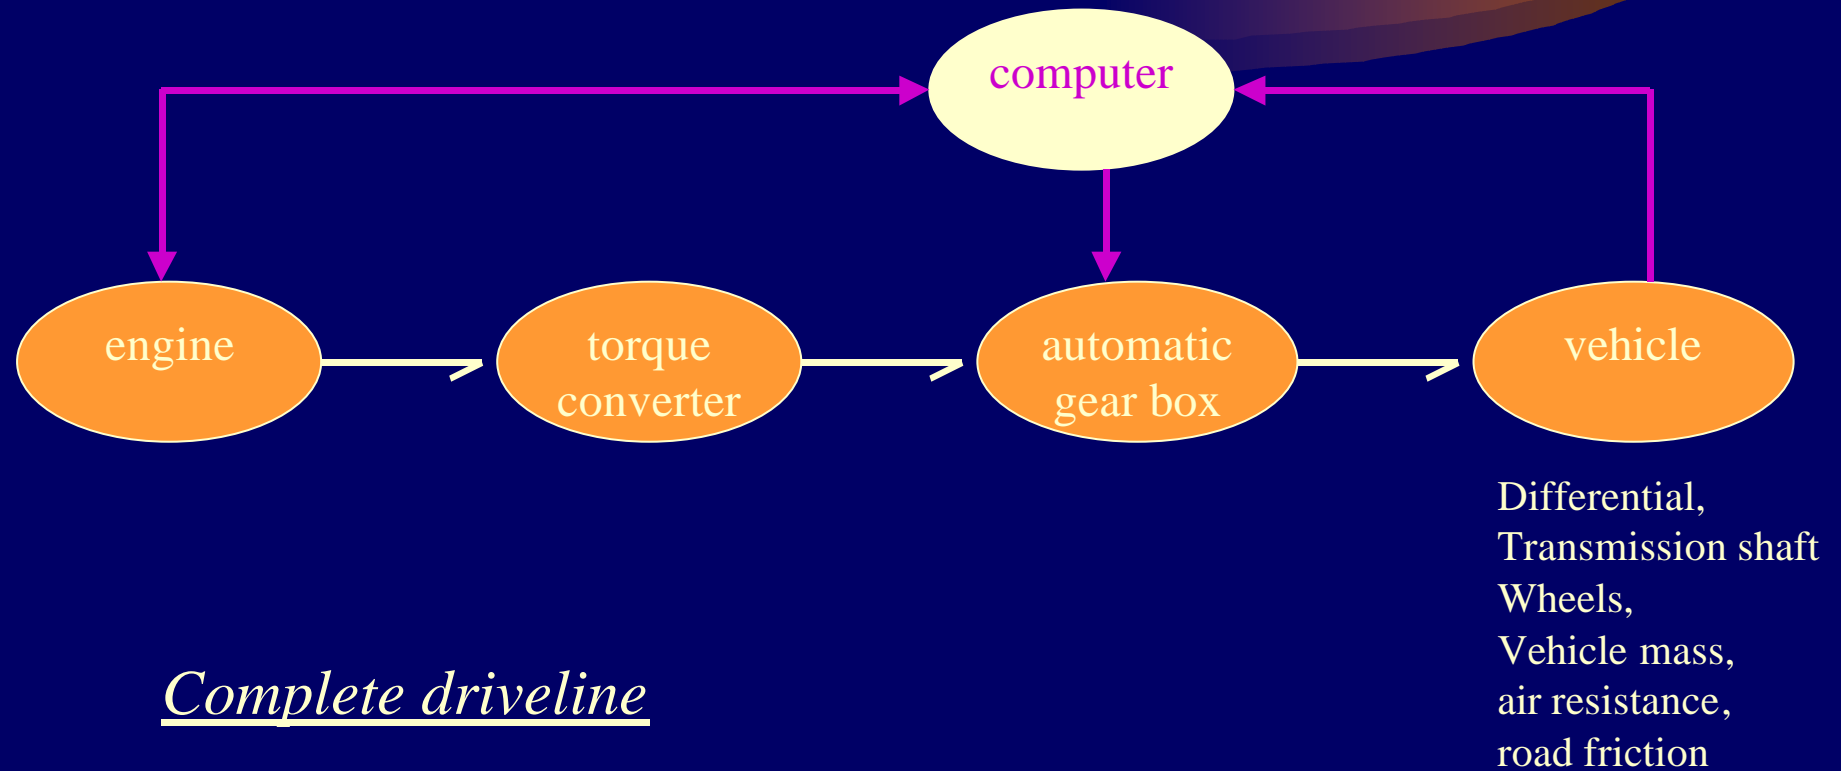 computer
engine
torque
converter
automatic
gear box
vehicle
Differential,
Transmission shaft
Wheels,
Vehicle mass,
air resistance,
road friction
Complete driveline